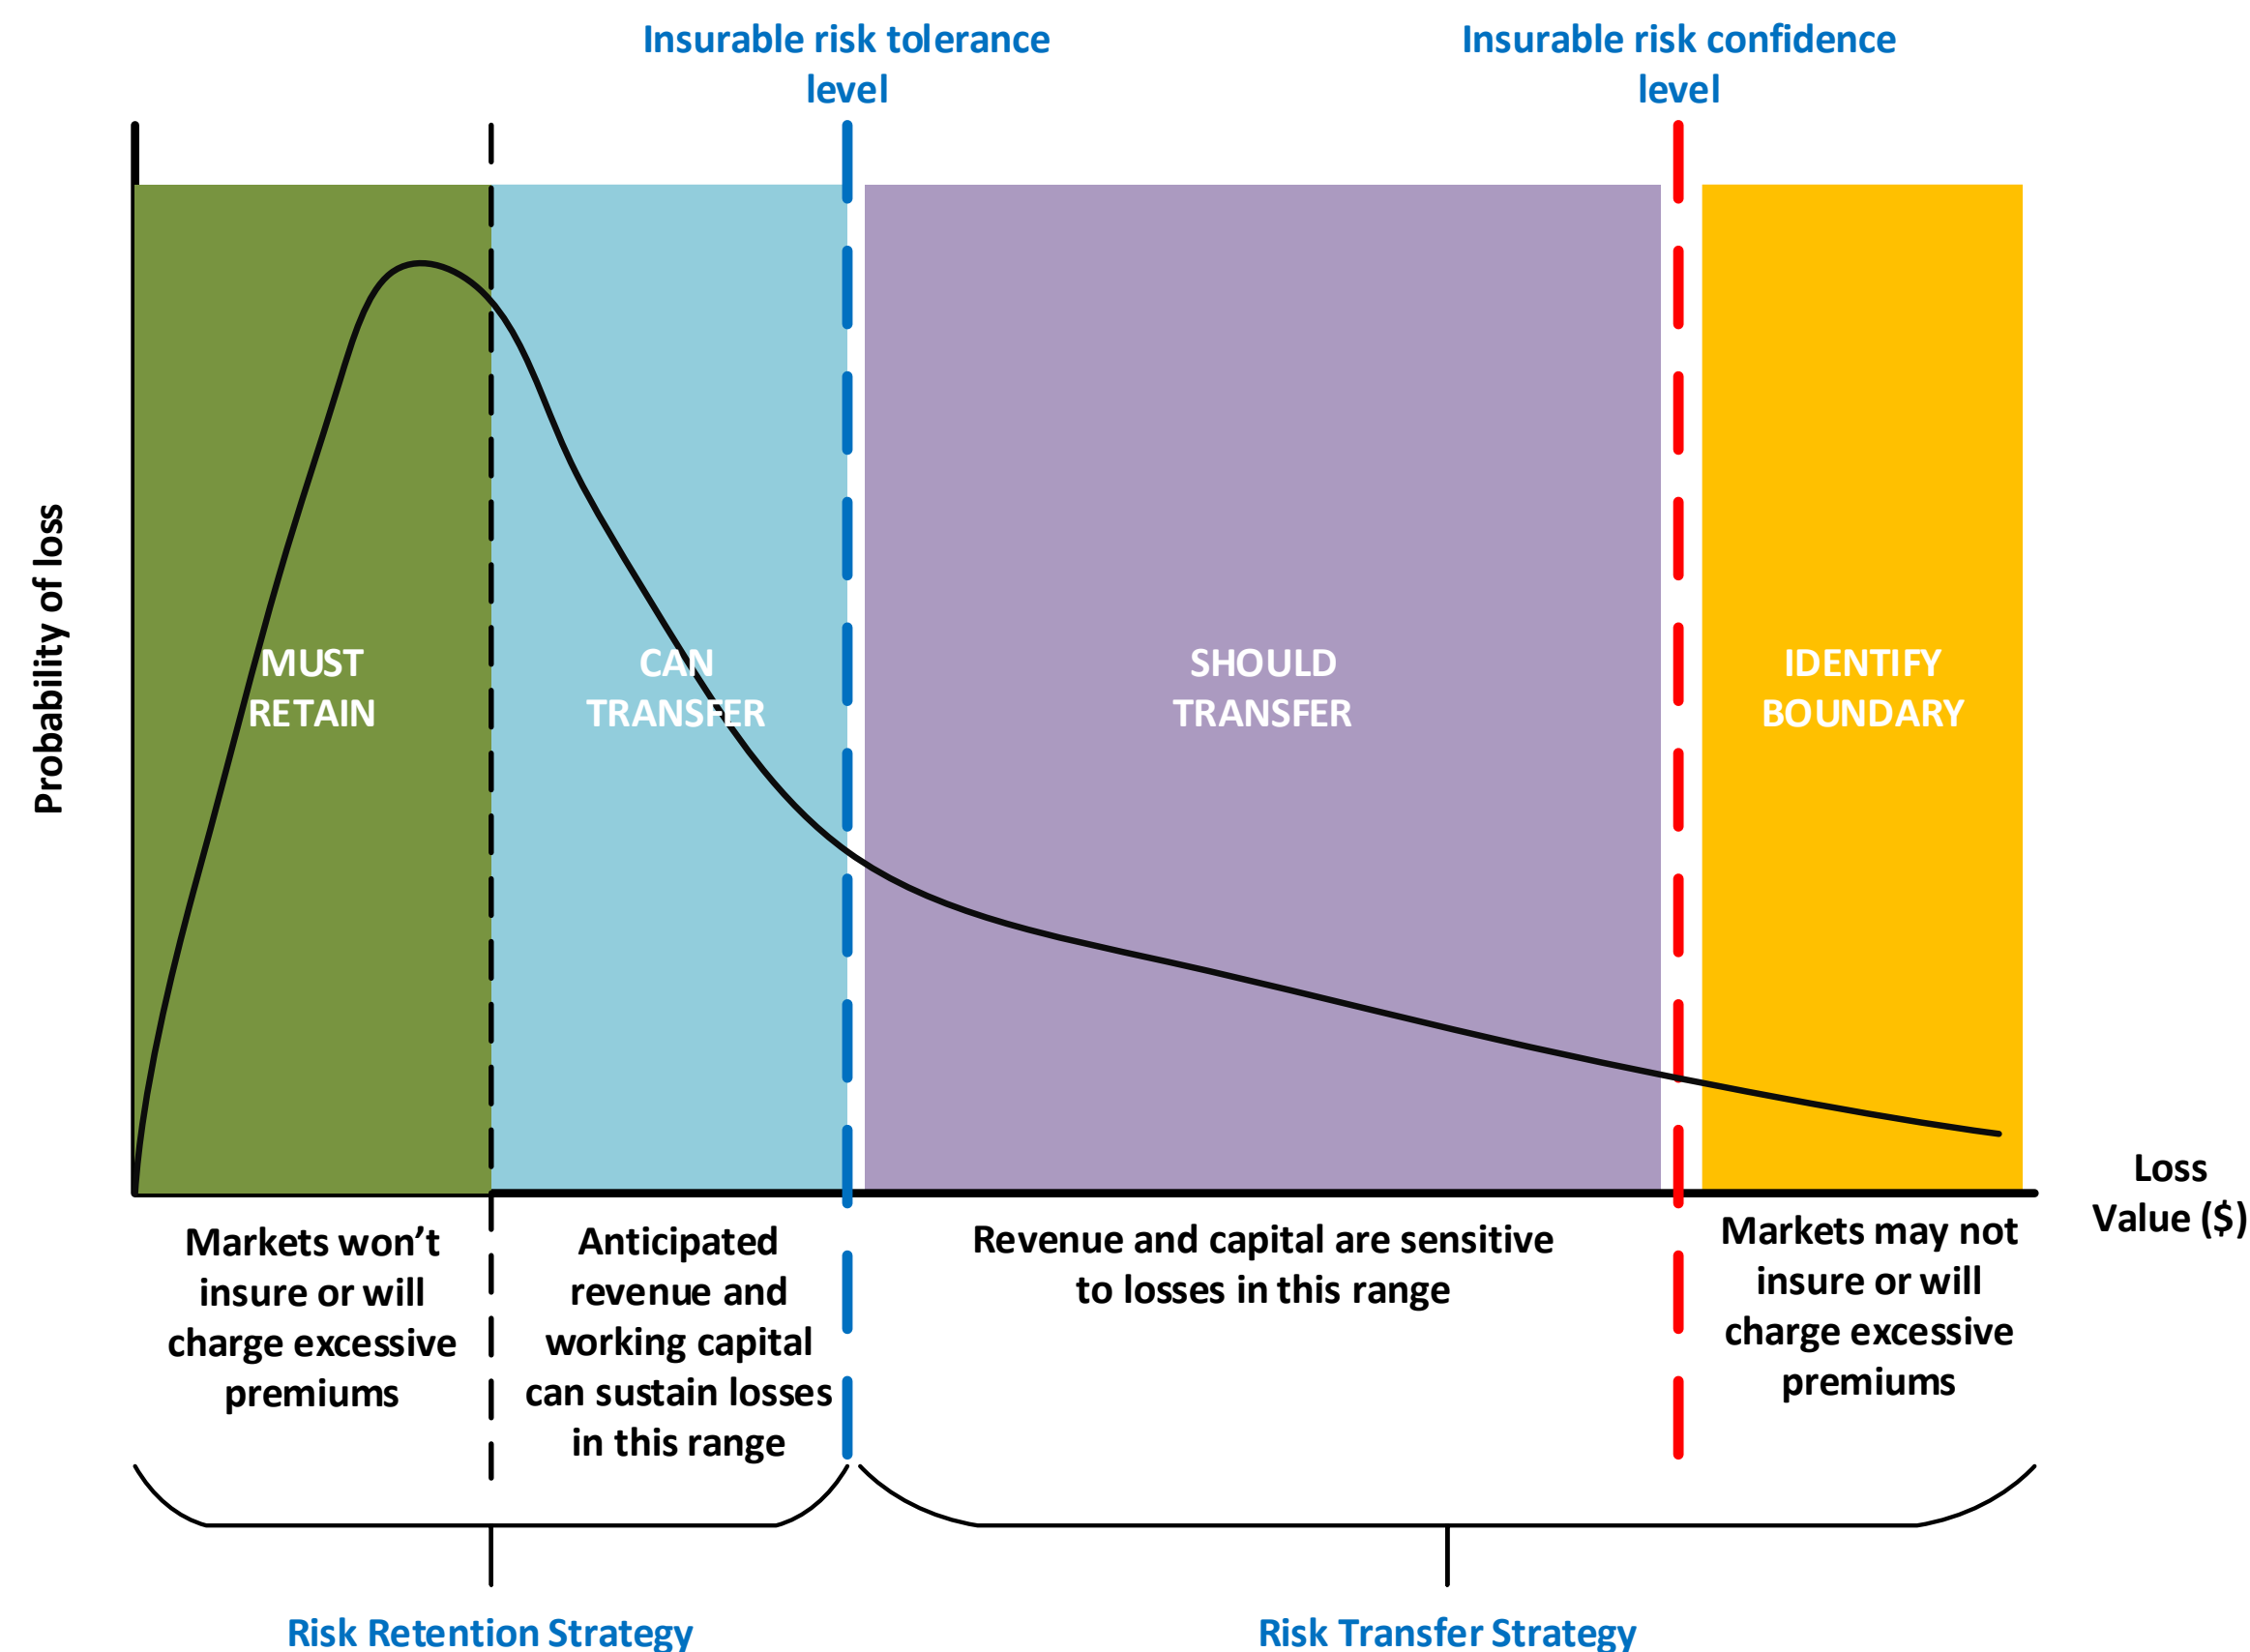 Insurable risk tolerance
level
Insurable risk confidence
level
Probability of loss
MUST
RETAIN
CAN
TRANSFER
SHOULD
TRANSFER
IDENTIFY
BOUNDARY
Loss
Value ($)
Markets won’t
insure or will
charge excessive
premiums
Anticipated
revenue and
working capital
can sustain losses
in this range
Revenue and capital are sensitive
to losses in this range
Markets may not
insure or will
charge excessive
premiums
Risk Retention Strategy
Risk Transfer Strategy